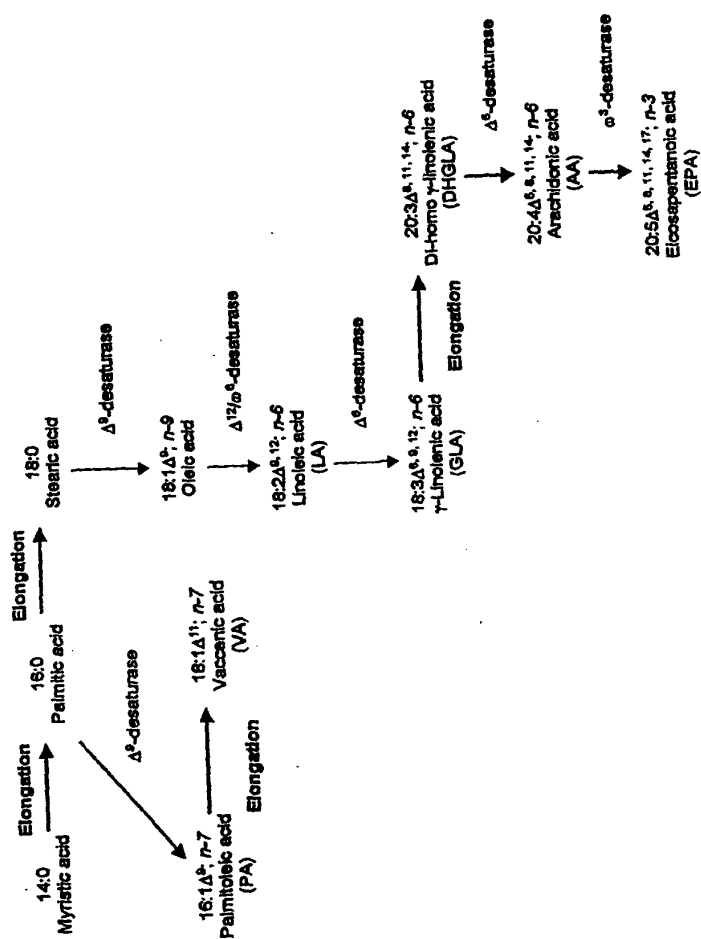 14:0
Myristic acid
Elongation
16:0
Palmitic acid
Elongation
18:0
Stearic acid
Δ⁹-desaturase
Δ⁹-desaturase
16:1Δ⁹; n-7
Palmitoleic acid
(PA)
Elongation
18:1Δ¹¹; n-7
Vaccenic acid
(VA)
18:1Δ⁹; n-9
Oleic acid
Δ¹²/ω⁶-desaturase
18:2Δ⁹, ¹²; n-6
Linoleic acid
(LA)
Δ⁶-desaturase
18:3Δ⁶, ⁹, ¹²; n-6
γ-Linolenic acid
(GLA)
Elongation
20:3Δ⁸, ¹¹, ¹⁴; n-6
Di-homo γ-linolenic acid
(DHGLA)
Δ⁵-desaturase
20:4Δ⁵, ⁸, ¹¹, ¹⁴; n-6
Arachidonic acid
(AA)
ω³-desaturase
20:5Δ⁵, ⁸, ¹¹, ¹⁴, ¹⁷; n-3
Eicosapentanoic acid
(EPA)